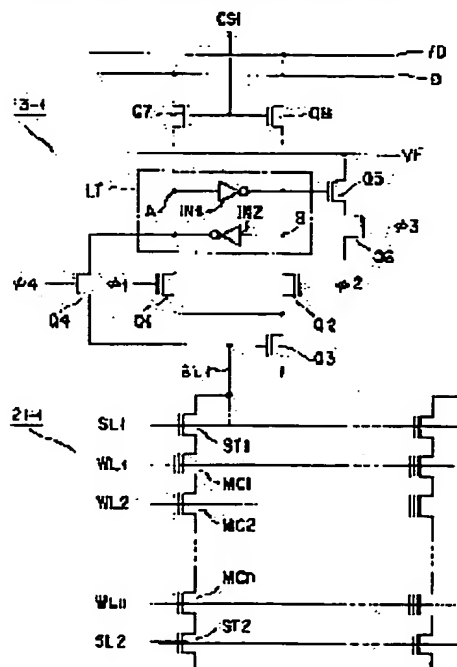 CS1
/D
D
Q7
Q8
13-1
VF
LT
Q5
A
IN1
IN2
B
φ3
Q6
φ4
φ1
φ2
Q4
Q1
Q2
Q3
BL1
21-1
SL1
ST1
WL1
MC1
WL2
MC2
MCn
WLn
ST2
SL2